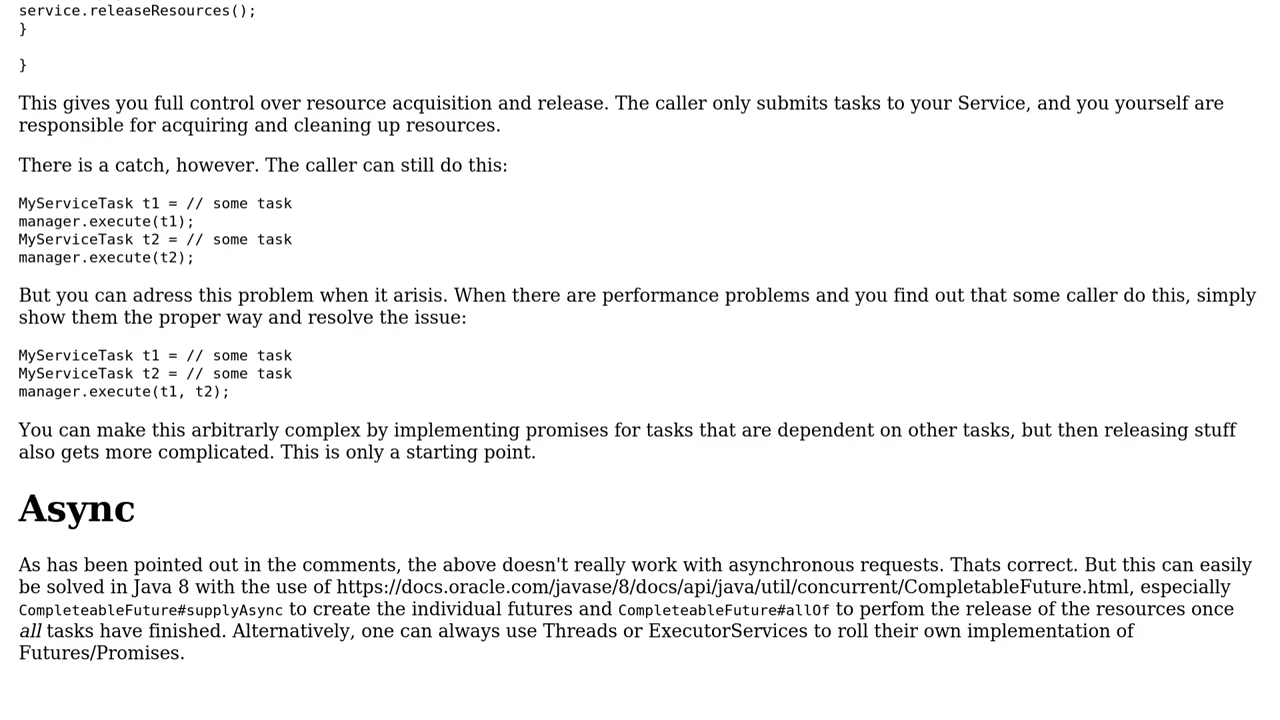 service.releaseResources();
}
}
This gives you full control over resource acquisition and release. The caller only submits tasks to your Service, and you yourself are
responsible for acquiring and cleaning up resources.
There is a catch, however. The caller can still do this:
MyServiceTask t1 = // some task
manager.execute(t1);
MyServiceTask t2 = // some task
manager.execute(t2);
But you can adress this problem when it arisis. When there are performance problems and you find out that some caller do this, simply
show them the proper way and resolve the issue:
MyServiceTask t1 = // some task
MyServiceTask t2 = // some task
manager.execute(t1, t2);
You can make this arbitrarly complex by implementing promises for tasks that are dependent on other tasks, but then releasing stuff
also gets more complicated. This is only a starting point.
Async
As has been pointed out in the comments, the above doesn't really work with asynchronous requests. Thats correct. But this can easily
be solved in Java 8 with the use of https://docs.oracle.com/javase/8/docs/api/java/util/concurrent/CompletableFuture.html, especially
CompleteableFuture#supplyAsync to create the individual futures and CompleteableFuture#allOf to perfom the release of the resources once
all tasks have finished. Alternatively, one can always use Threads or ExecutorServices to roll their own implementation of
Futures/Promises.